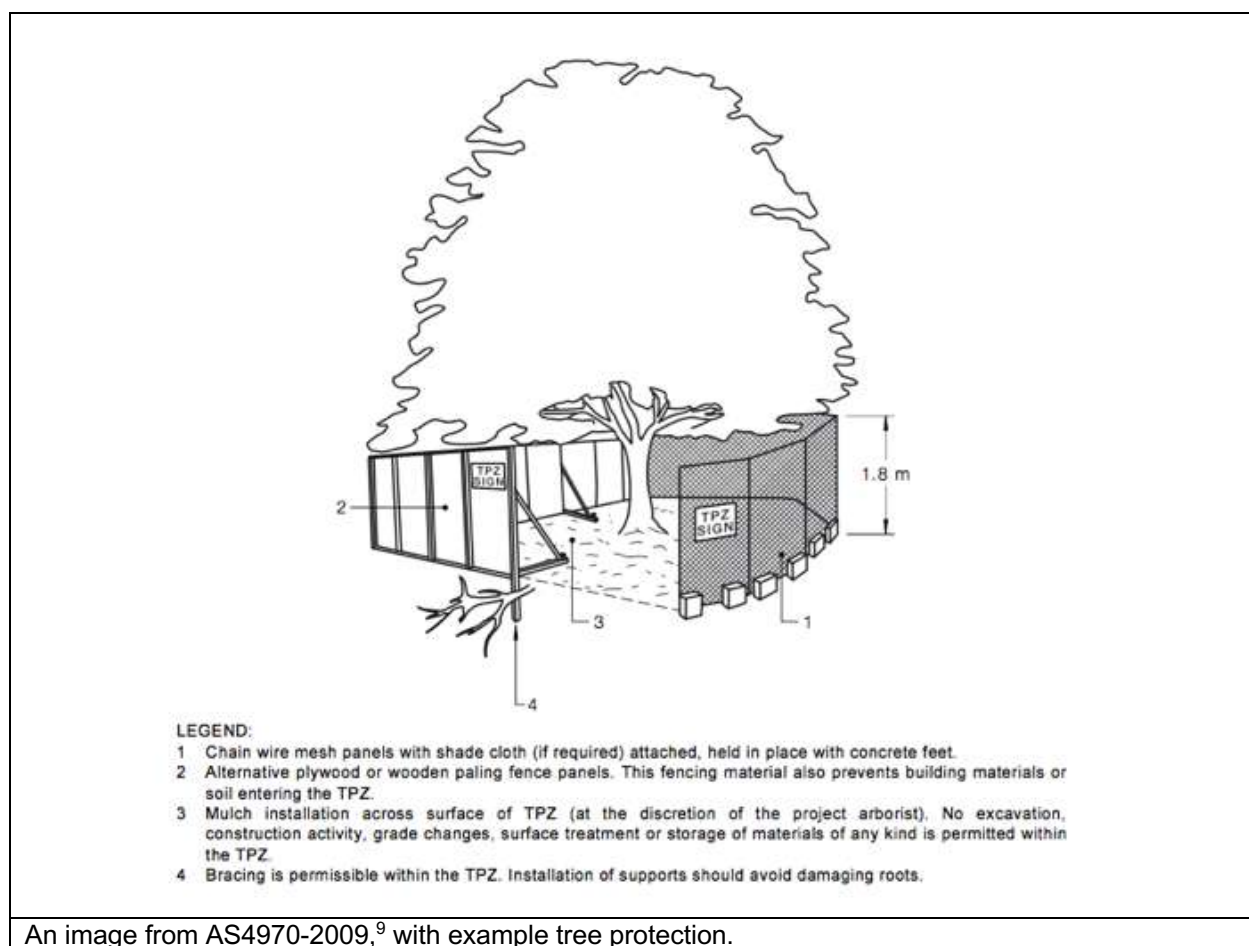 TPZ
SIGN
1.8 m
2
TPZ
SIGN
3
1
4
LEGEND:
1 Chain wire mesh panels with shade cloth (if required) attached, held in place with concrete feet.
2 Alternative plywood or wooden paling fence panels. This fencing material also prevents building materials or
soil entering the TPZ.
3 Mulch installation across surface of TPZ (at the discretion of the project arborist). No excavation,
construction activity, grade changes, surface treatment or storage of materials of any kind is permitted within
the TPZ.
4 Bracing is permissible within the TPZ. Installation of supports should avoid damaging roots.
An image from AS4970-2009,⁹ with example tree protection.